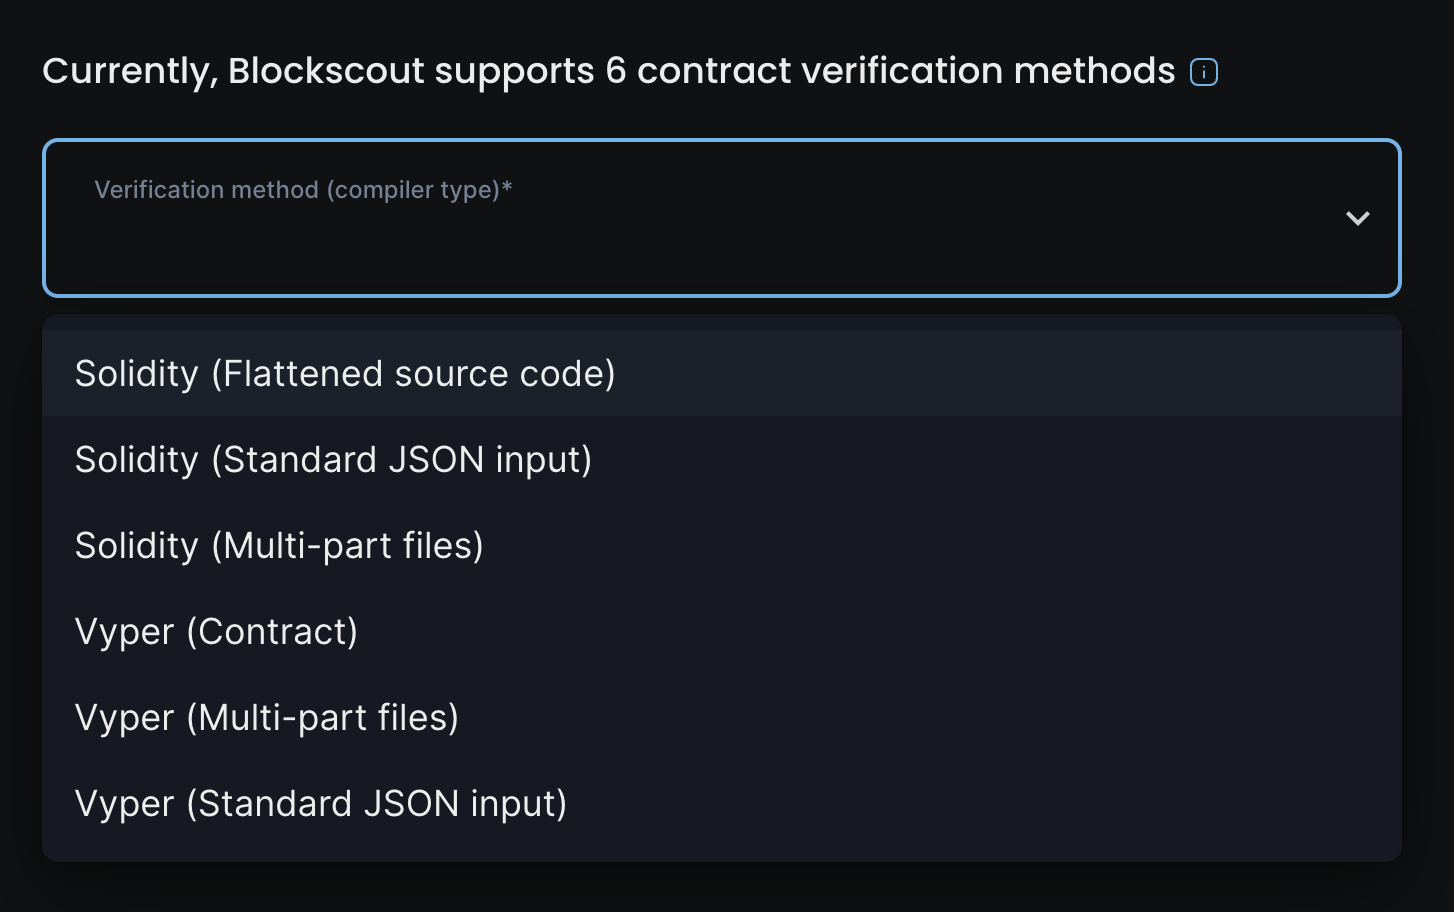 Currently, Blockscout supports 6 contract verification methods
Verification method (compiler type)*
Solidity (Flattened source code)
Solidity (Standard JSON input)
Solidity (Multi-part files)
Vyper (Contract)
Vyper (Multi-part files)
Vyper (Standard JSON input)